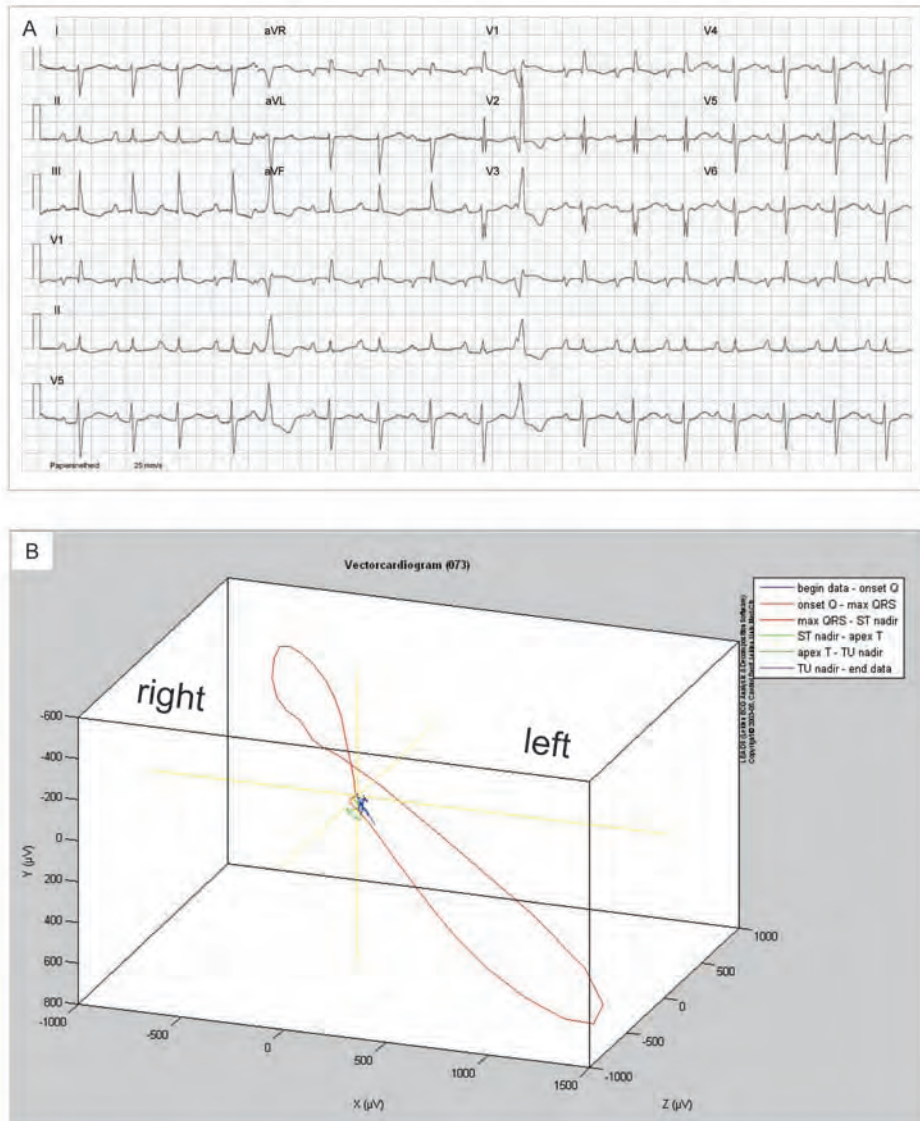 A
I aVR V1 V4
II aVL V2 V5
III aVF V3 V6
V1
II
V5
Papiersnelheid 25 mm/s
B
Vectorcardiogram (073)
begin data - onset Q
onset Q - max QRS
max QRS - ST nadir
ST nadir - apex T
apex T - TU nadir
TU nadir - end data
right
left
-600
-400
-200
0
200
400
600
800
Y (µV)
-1000
-500
0
500
1000
1500
X (µV)
-1000
-500
0
500
1000
Z (µV)